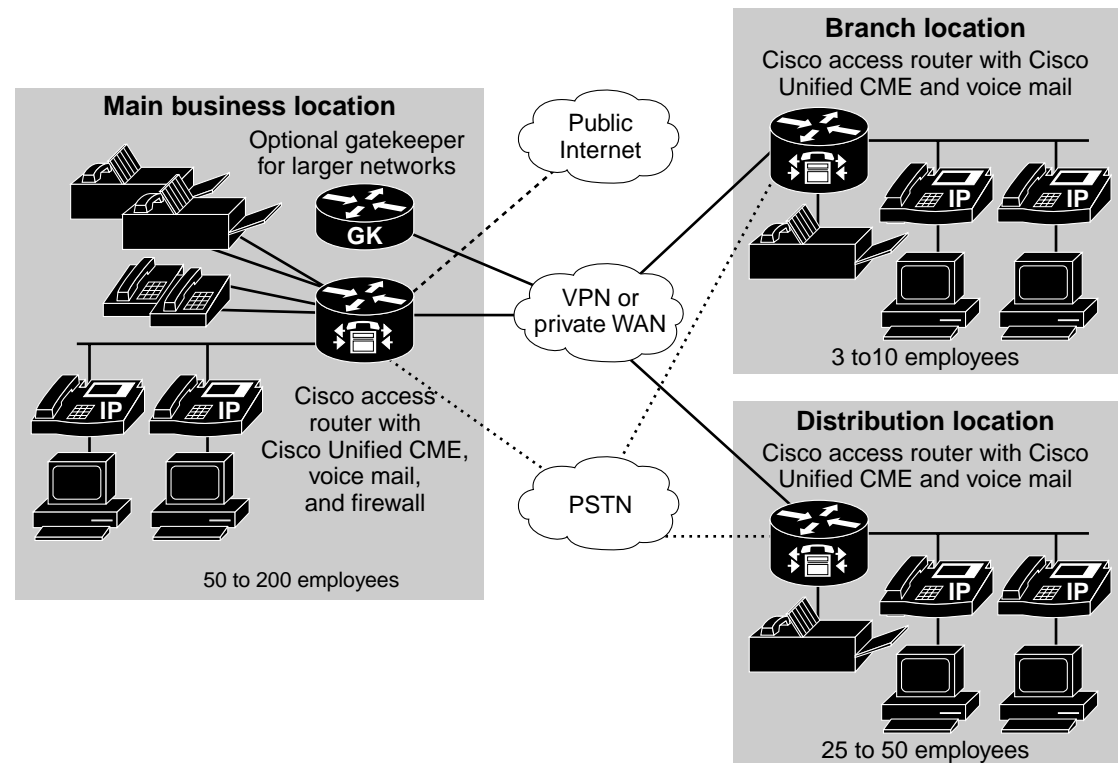 Main business location
Optional gatekeeper
for larger networks
GK
IP
IP
Cisco access
router with
Cisco Unified CME,
voice mail,
and firewall
50 to 200 employees
Public
Internet
VPN or
private WAN
PSTN
Branch location
Cisco access router with Cisco
Unified CME and voice mail
IP
IP
3 to10 employees
Distribution location
Cisco access router with Cisco
Unified CME and voice mail
IP
IP
25 to 50 employees